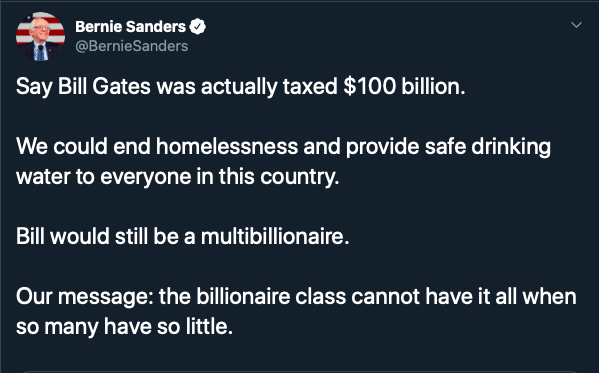 Bernie Sanders
@BernieSanders
Say Bill Gates was actually taxed $100 billion.
We could end homelessness and provide safe drinking
water to everyone in this country.
Bill would still be a multibillionaire.
Our message: the billionaire class cannot have it all when
so many have so little.